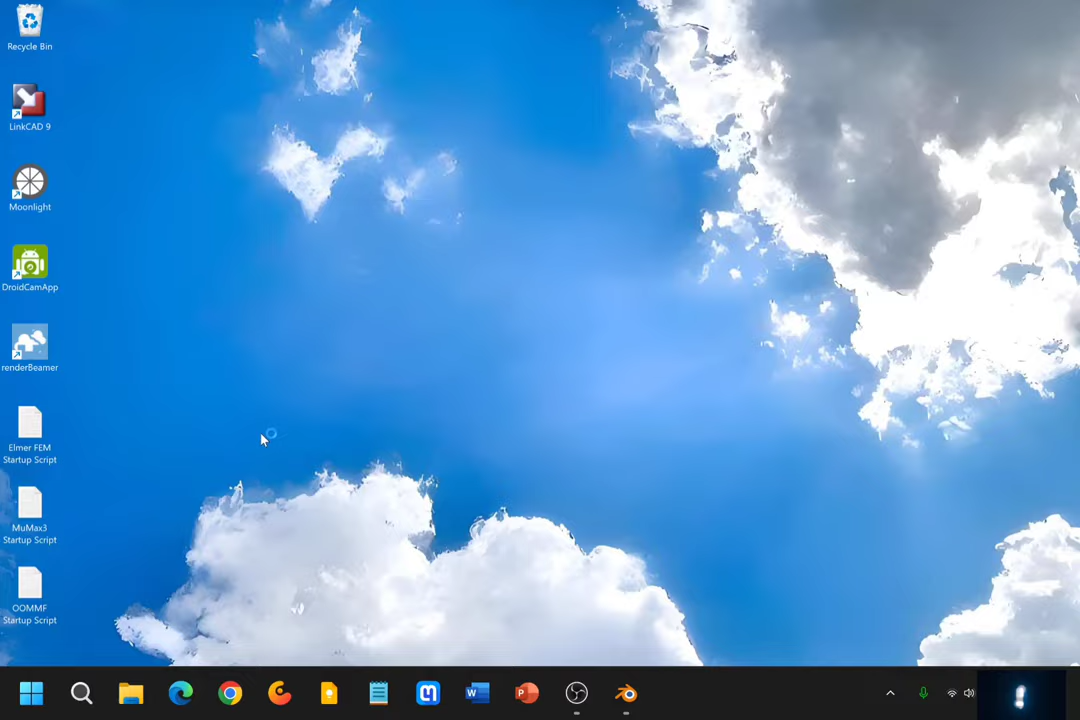 Recycle Bin
LinkCAD 9
Moonlight
DroidCamApp
renderBeamer
Elmer FEM
Startup Script
MuMax3
Startup Script
OOMMF
Startup Script